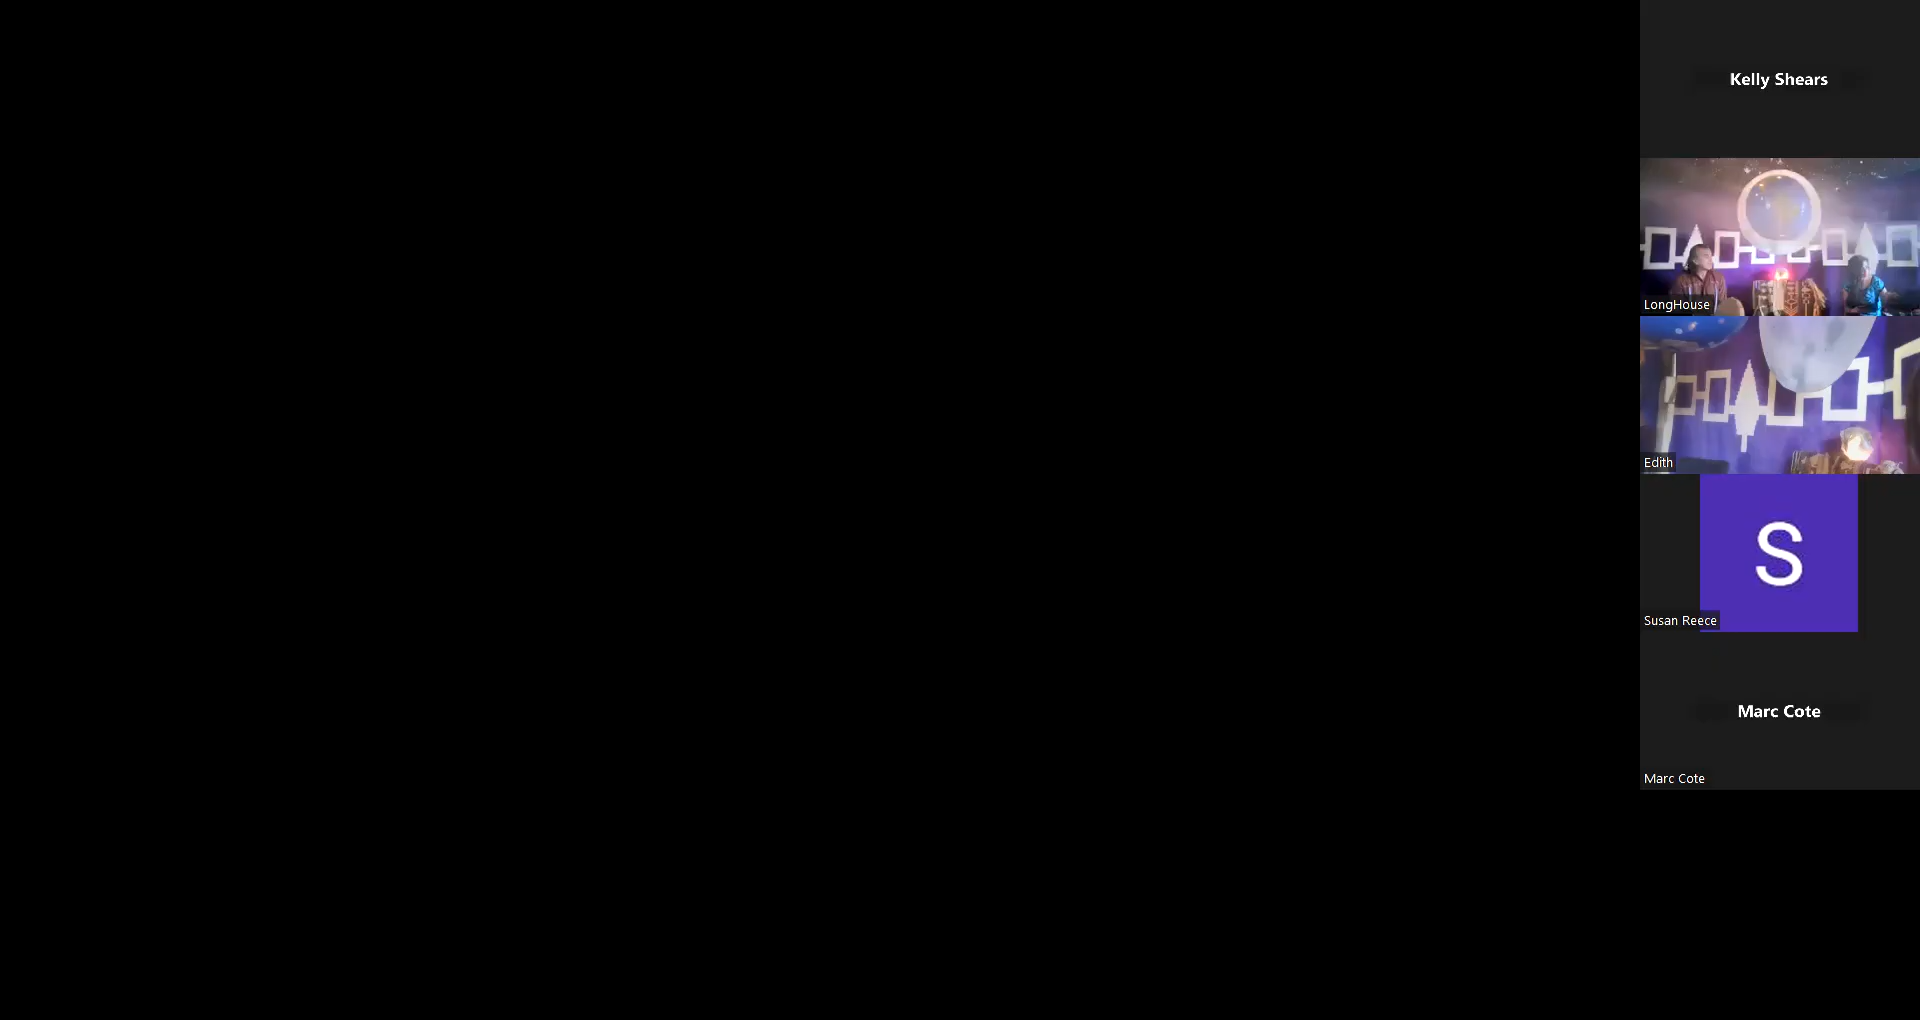 Kelly Shears
LongHouse
Edith
S
Susan Reece
Marc Cote
Marc Cote